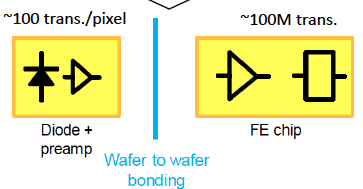 ~100 trans./pixel
~100M trans.
Diode +
preamp
FE chip
Wafer to wafer
bonding